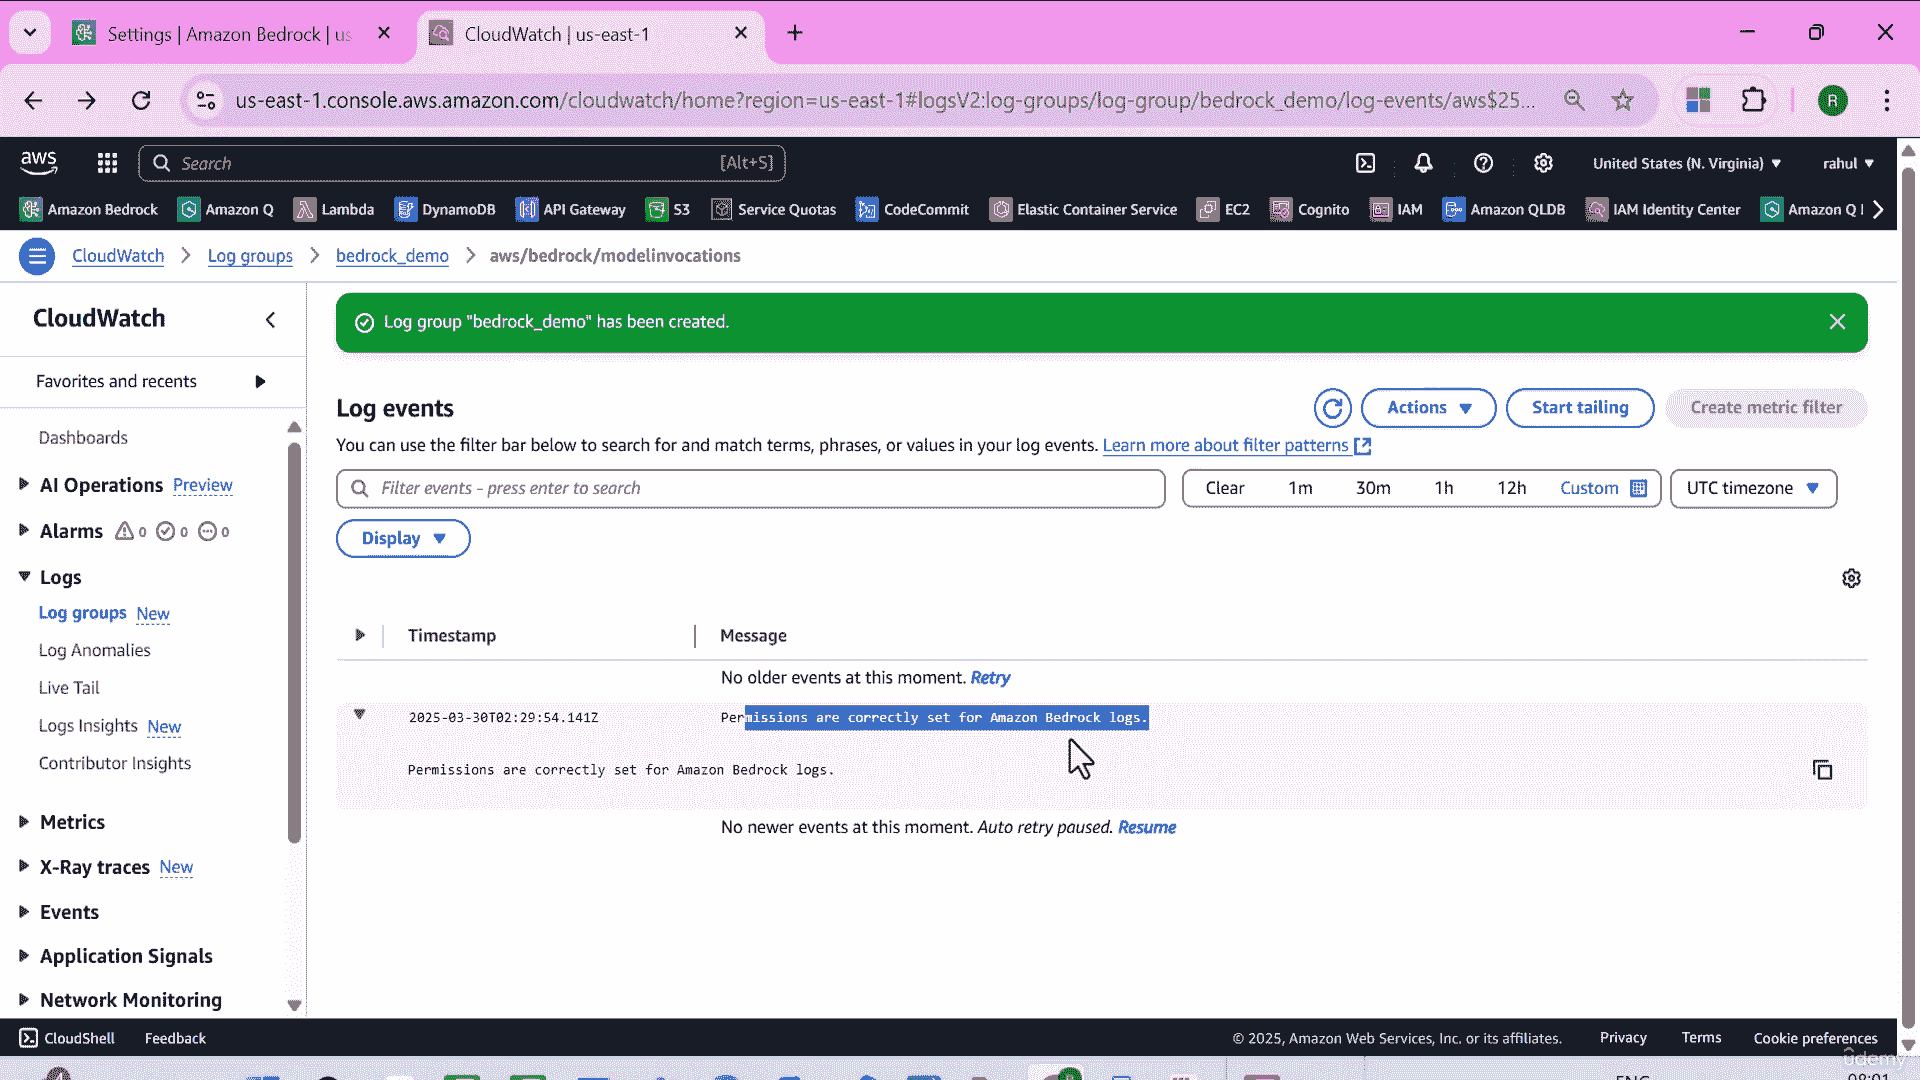 Settings | Amazon Bedrock | us
CloudWatch | us-east-1
us-east-1.console.aws.amazon.com/cloudwatch/home?region=us-east-1#logsV2:log-groups/log-group/bedrock_demo/log-events/aws$25...
R
aws
Search
[Alt+S]
United States (N. Virginia)
rahul
Amazon Bedrock
Amazon Q
Lambda
DynamoDB
API Gateway
S3
Service Quotas
CodeCommit
Elastic Container Service
EC2
Cognito
IAM
Amazon QLDB
IAM Identity Center
Amazon Q
CloudWatch
Log groups
bedrock_demo
aws/bedrock/modelinvocations
CloudWatch
Favorites and recents
Dashboards
AI Operations Preview
Alarms 0 0 0
Logs
Log groups New
Log Anomalies
Live Tail
Logs Insights New
Contributor Insights
Metrics
X-Ray traces New
Events
Application Signals
Network Monitoring
Log group "bedrock_demo" has been created.
Log events
Actions
Start tailing
Create metric filter
You can use the filter bar below to search for and match terms, phrases, or values in your log events. Learn more about filter patterns
Filter events - press enter to search
Clear
1m
30m
1h
12h
Custom
UTC timezone
Display
Timestamp
Message
No older events at this moment. Retry
2025-03-30T02:29:54.141Z
Permissions are correctly set for Amazon Bedrock logs.
Permissions are correctly set for Amazon Bedrock logs.
No newer events at this moment. Auto retry paused. Resume
CloudShell
Feedback
© 2025, Amazon Web Services, Inc. or its affiliates.
Privacy
Terms
Cookie preferences
udemy